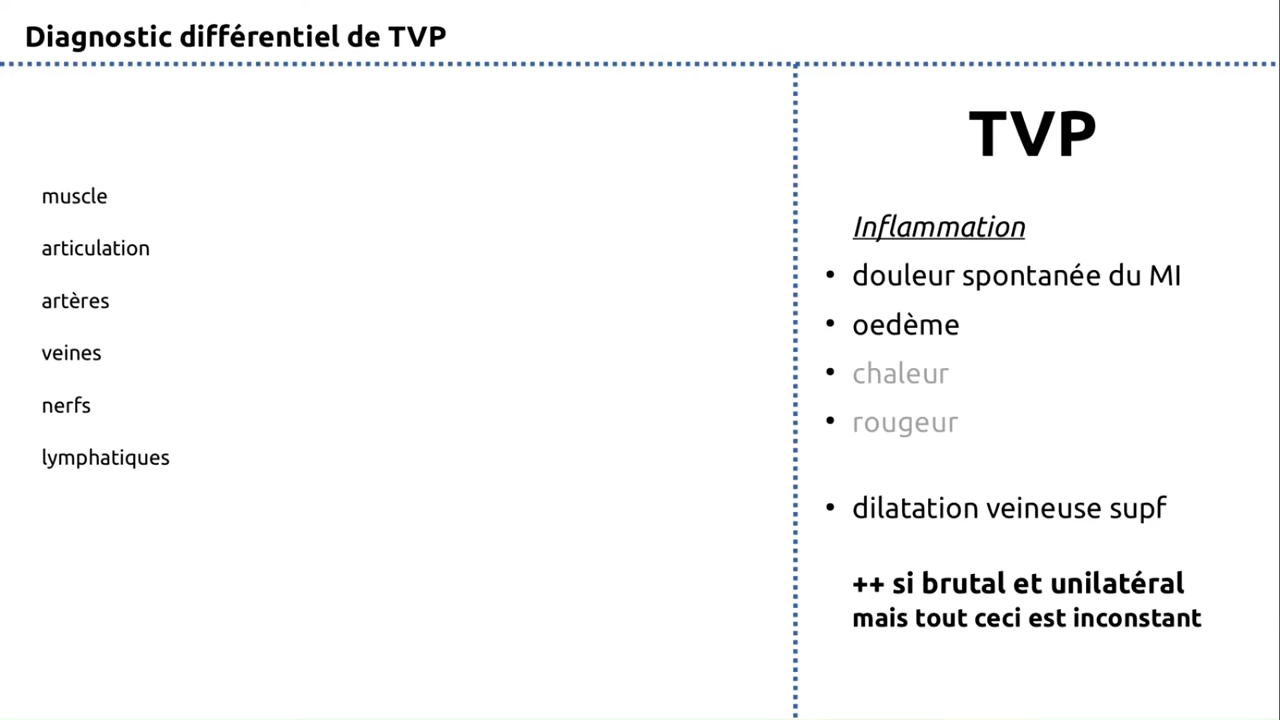 Diagnostic différentiel de TVP
muscle
articulation
artères
veines
nerfs
lymphatiques
TVP
Inflammation
• douleur spontanée du MI
• oedème
• chaleur
• rougeur
• dilatation veineuse supf
++ si brutal et unilatéral
mais tout ceci est inconstant